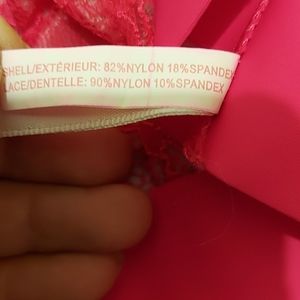 SHELL/EXTÉRIEUR: 82%NYLON 18%SPANDEX
LACE/DENTELLE: 90%NYLON 10%SPANDEX